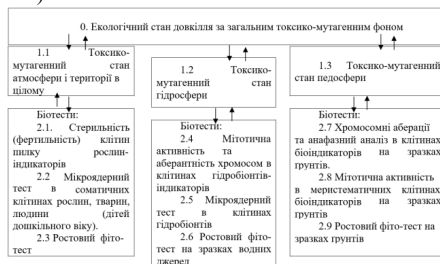 0. Екологічний стан довкілля за загальним токсико-мутагенним фоном
1.1 Токсико-
мутагенний стан
атмосфери і території в
цілому
1.2 Токсико-
мутагенний стан
гідросфери
1.3 Токсико-мутагенний
стан педосфери
Біотести:
2.1. Стерильність
(фертильність) клітин
пилку рослин-
індикаторів
2.2 Мікроядерний
тест в соматичних
клітинах рослин, тварин,
людини (дітей
дошкільного віку).
2.3 Ростовий фіто-
тест
Біотести:
2.4 Мітотична
активність та
аберантність хромосом в
клітинах гідробіонтів-
індикаторів
2.5 Мікроядерний
тест в клітинах
гідробіонтів
2.6 Ростовий фіто-
тест на зразках водних
джерел
Біотести:
2.7 Хромосомні аберації
та анафазний аналіз в клітинах
біоіндикаторів на зразках
ґрунтів.
2.8 Мітотична активність
в меристематичних клітинах
біоіндикаторів на зразках
ґрунтів
2.9 Ростовий фіто-тест на
зразках ґрунтів